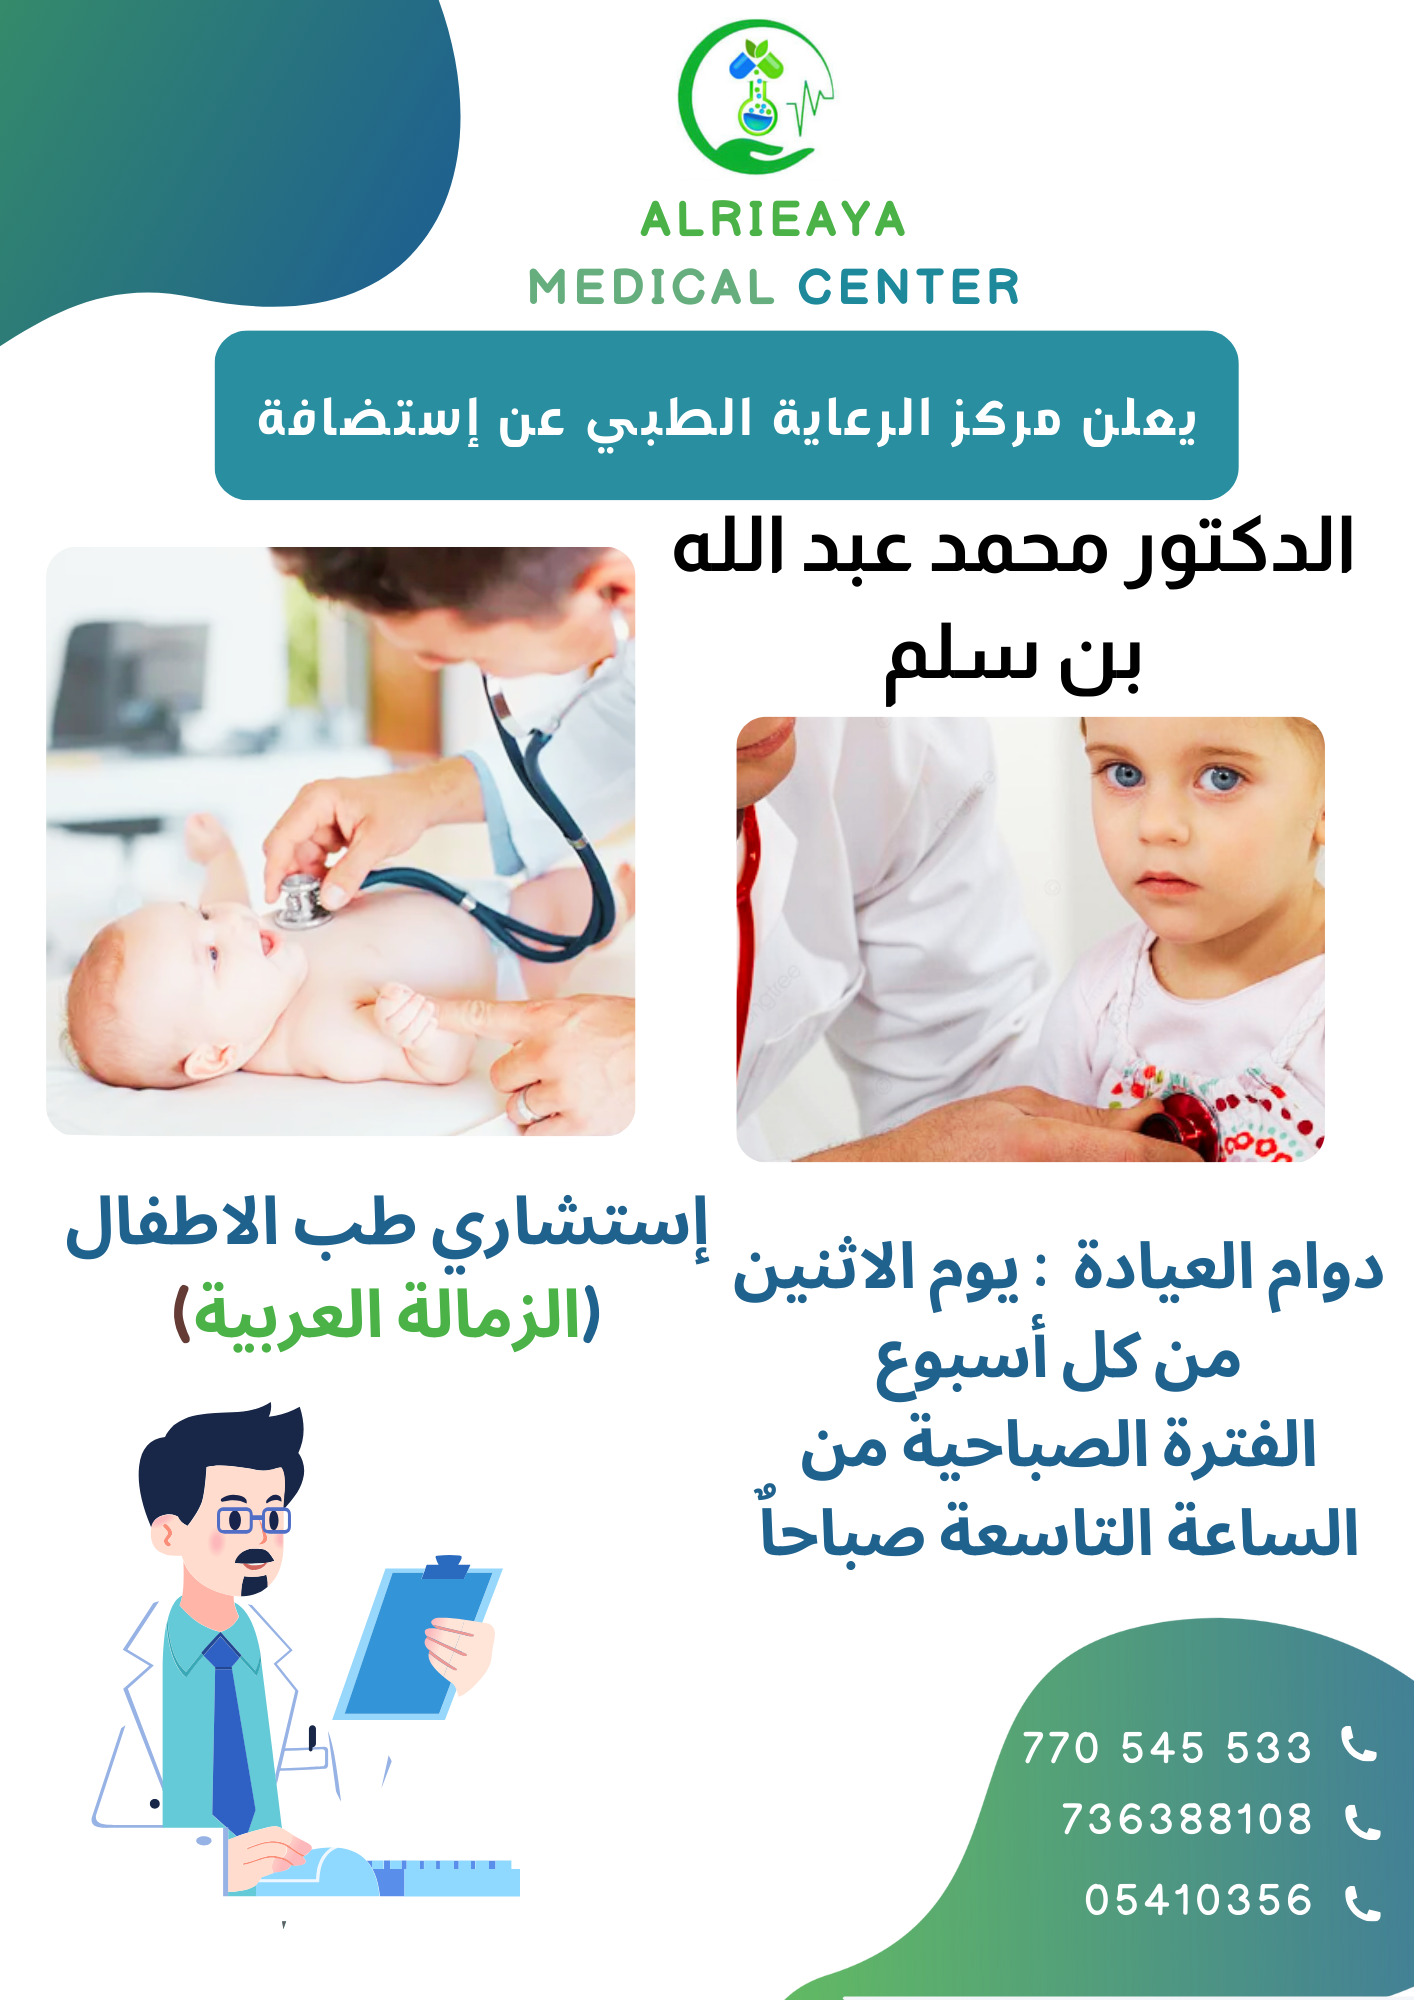 ALRIEAYA
MEDICAL CENTER
يعلن مركز الرعاية الطبي عن إستضافة
الدكتور محمد عبد الله
بن سلم
إستشاري طب الاطفال
(الزمالة العربية)
دوام العيادة : يوم الاثنين
من كل أسبوع
الفترة الصباحية من
الساعة التاسعة صباحاٌ
770 545 533
736388108
05410356